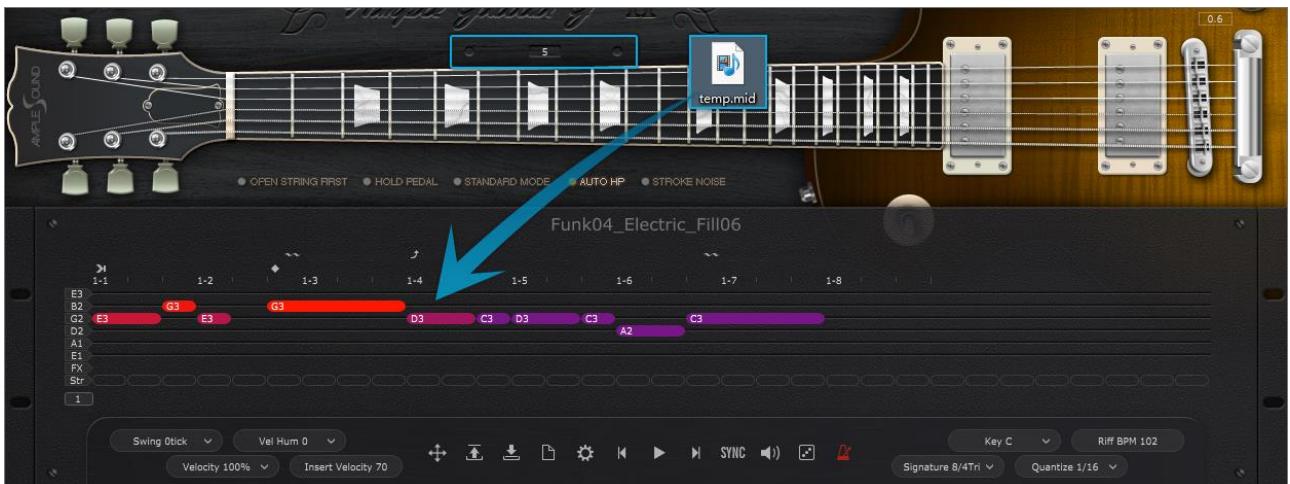 Ample Guitar G II
0.6
5
temp.mid
AMPLE SOUND
OPEN STRING FIRST HOLD PEDAL STANDARD MODE AUTO HP STROKE NOISE
Funk04_Electric_Fill06
1-1 1-2 1-3 1-4 1-5 1-6 1-7 1-8
E3
B2 G3 G3
G2 E3 E3 D3 C3 D3 C3 C3
D2 A2
A1
E1
FX
Str
1
Swing 0tick Vel Hum 0 SYNC Key C Riff BPM 102
Velocity 100% Insert Velocity 70 Signature 8/4Tri Quantize 1/16